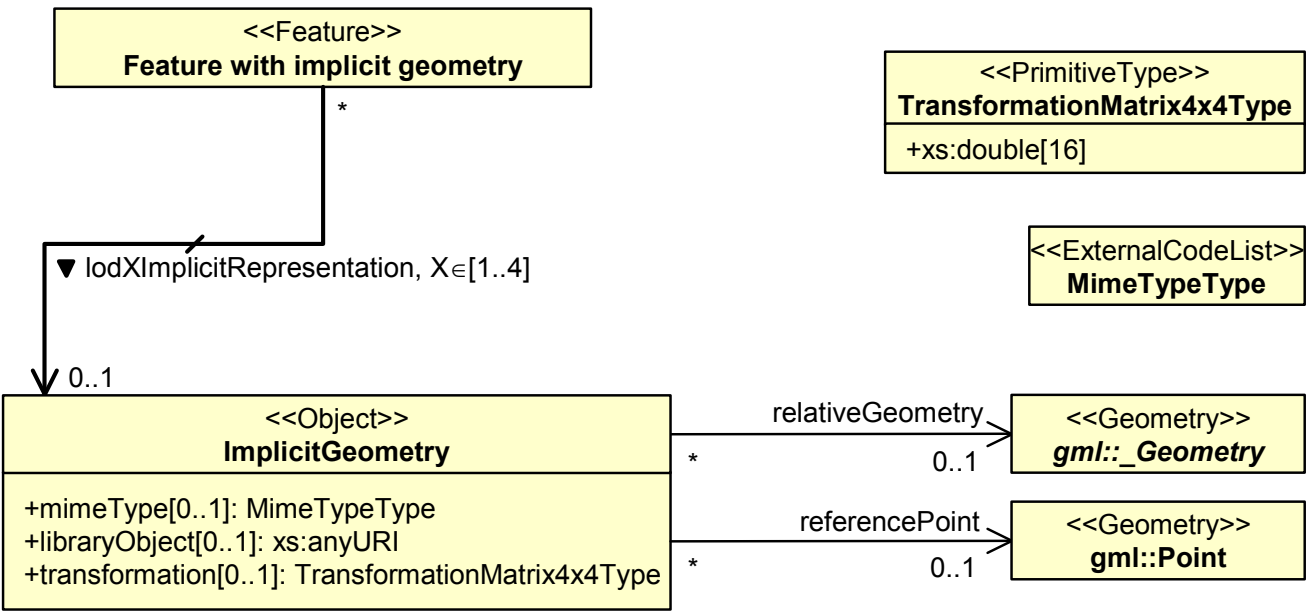 <<Feature>>
Feature with implicit geometry
*
<<PrimitiveType>>
TransformationMatrix4x4Type
+xs:double[16]
▼ lodXImplicitRepresentation, X∈[1..4]
<<ExternalCodeList>>
MimeTypeType
0..1
<<Object>>
ImplicitGeometry
+mimeType[0..1]: MimeTypeType
+libraryObject[0..1]: xs:anyURI
+transformation[0..1]: TransformationMatrix4x4Type
relativeGeometry
* 0..1
<<Geometry>>
gml::_Geometry
referencePoint
* 0..1
<<Geometry>>
gml::Point